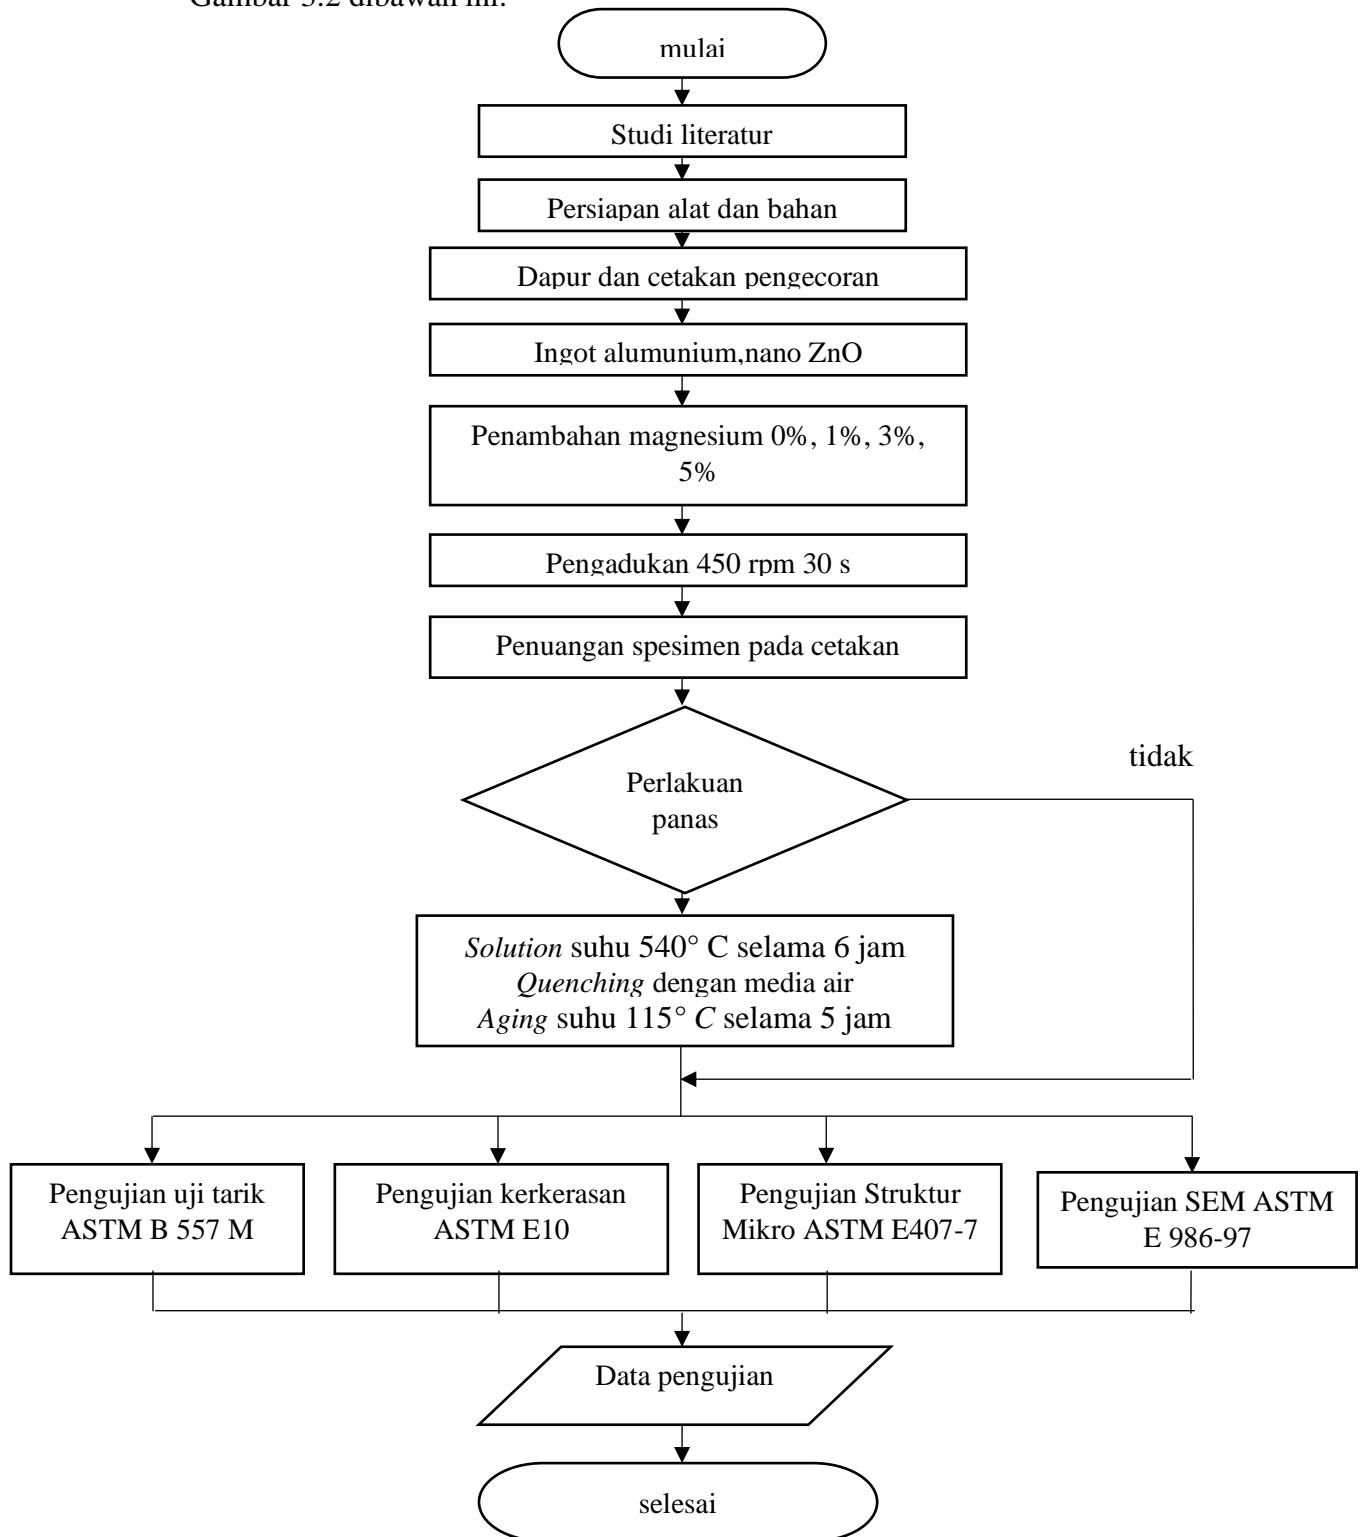 Gambar 3.2 dibawah ini.
mulai
Studi literatur
Persiapan alat dan bahan
Dapur dan cetakan pengecoran
Ingot alumunium,nano ZnO
Penambahan magnesium 0%, 1%, 3%,
5%
Pengadukan 450 rpm 30 s
Penuangan spesimen pada cetakan
Perlakuan
panas
tidak
Solution suhu 540° C selama 6 jam
Quenching dengan media air
Aging suhu 115° C selama 5 jam
Pengujian uji tarik
ASTM B 557 M
Pengujian kerkerasan
ASTM E10
Pengujian Struktur
Mikro ASTM E407-7
Pengujian SEM ASTM
E 986-97
Data pengujian
selesai